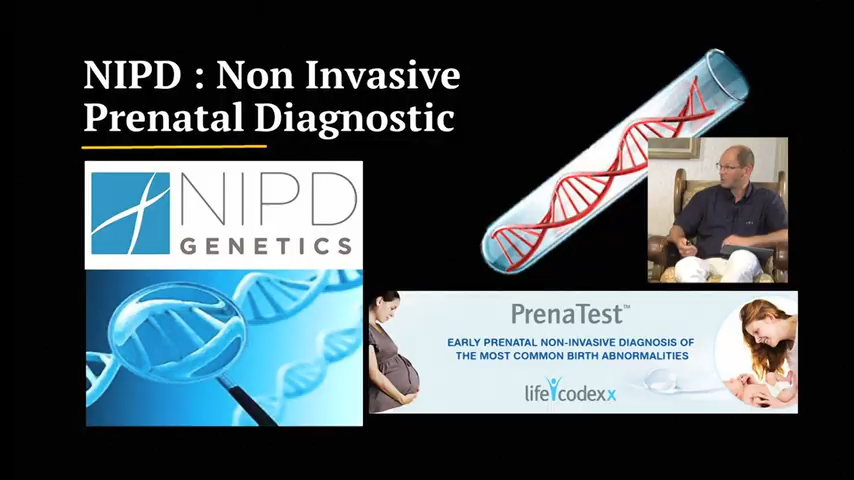 NIPD : Non Invasive
Prenatal Diagnostic
NIPD
GENETICS
PrenaTest™
EARLY PRENATAL NON-INVASIVE DIAGNOSIS OF
THE MOST COMMON BIRTH ABNORMALITIES
lifecodexx